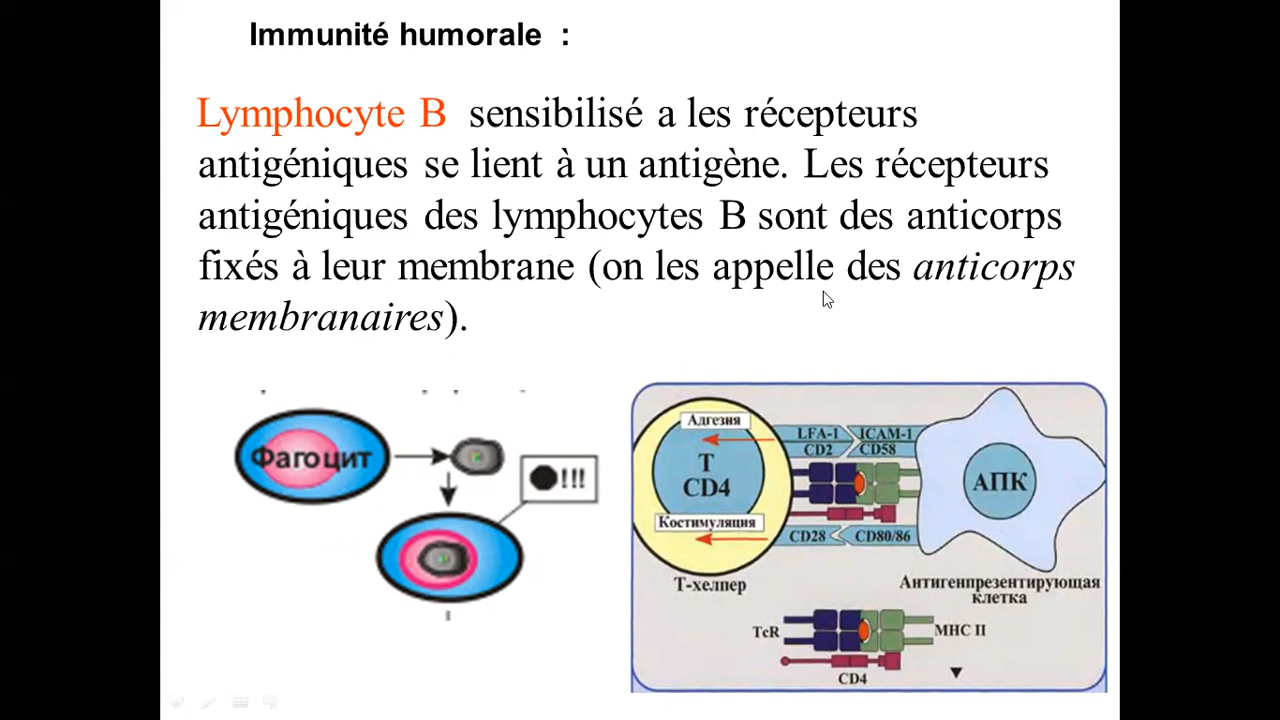 Immunité humorale :
Lymphocyte B sensibilisé a les récepteurs
antigéniques se lient à un antigène. Les récepteurs
antigéniques des lymphocytes B sont des anticorps
fixés à leur membrane (on les appelle des anticorps
membranaires).
Фагоцит
!!!
Адгезия
T
CD4
Костимуляция
LFA-1
ICAM-1
CD2
CD58
CD28
CD80/86
АПК
Т-хелпер
Антигенпрезентирующая
клетка
TcR
MHC II
CD4